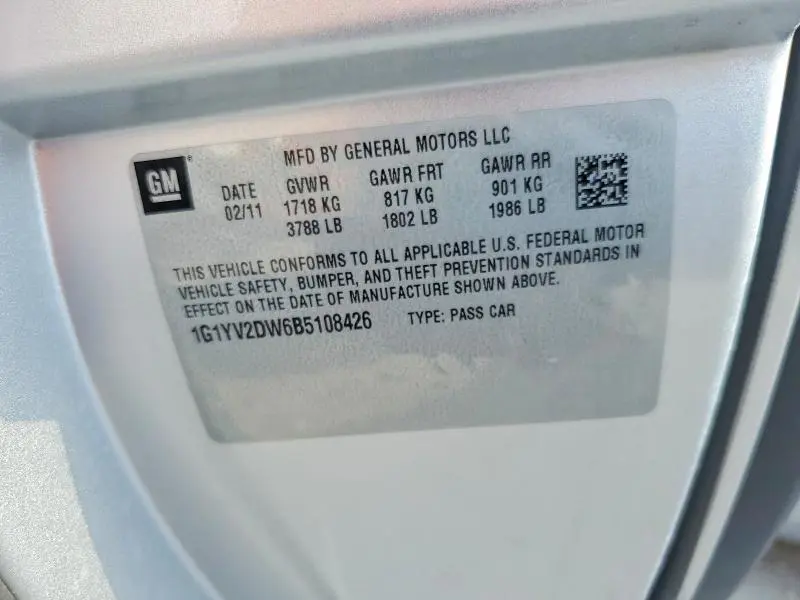 GM ®
MFD BY GENERAL MOTORS LLC
DATE GVWR GAWR FRT GAWR RR
02/11 1718 KG 817 KG 901 KG
3788 LB 1802 LB 1986 LB
THIS VEHICLE CONFORMS TO ALL APPLICABLE U.S. FEDERAL MOTOR
VEHICLE SAFETY, BUMPER, AND THEFT PREVENTION STANDARDS IN
EFFECT ON THE DATE OF MANUFACTURE SHOWN ABOVE.
1G1YV2DW6B5108426 TYPE: PASS CAR